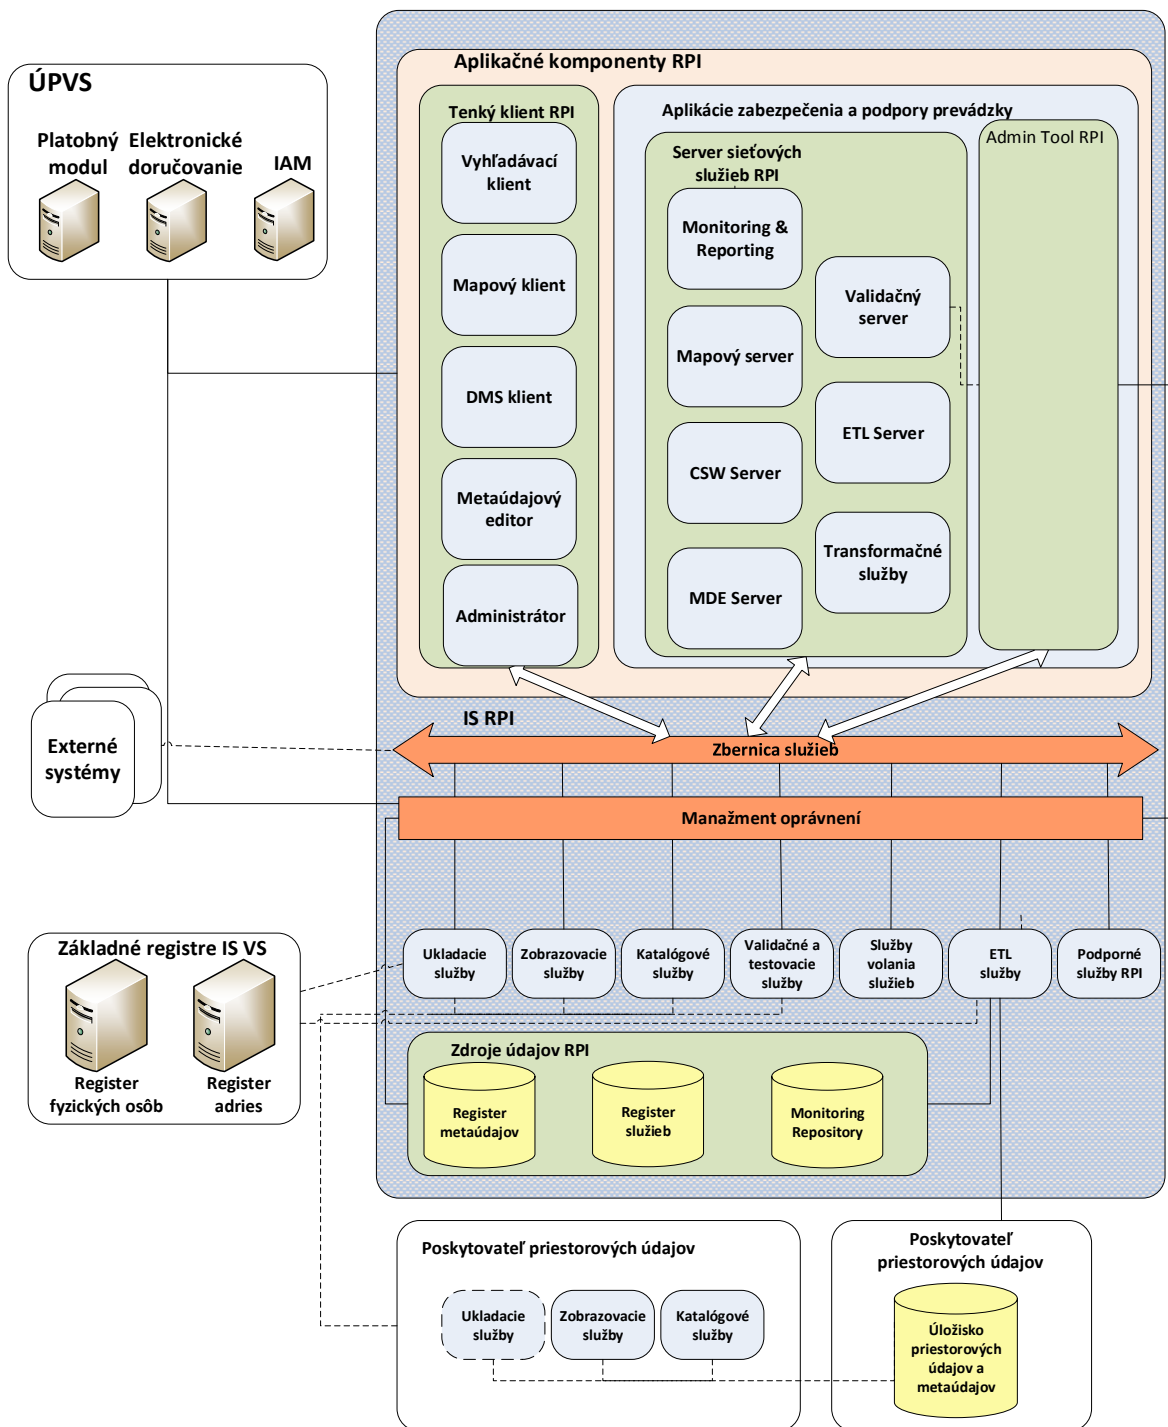 ÚPVS
Platobný
modul
Elektronické
doručovanie
IAM
Aplikačné komponenty RPI
Tenký klient RPI
Vyhľadávací
klient
Mapový klient
DMS klient
Metaúdajový
editor
Administrátor
Aplikácie zabezpečenia a podpory prevádzky
Server sieťových
služieb RPI
Monitoring &
Reporting
Mapový server
CSW Server
MDE Server
Validačný
server
ETL Server
Transformačné
služby
Admin Tool RPI
IS RPI
Externé
systémy
Zbernica služieb
Manažment oprávnení
Základné registre IS VS
Register
fyzických osôb
Register
adries
Ukladacie
služby
Zobrazovacie
služby
Katalógové
služby
Validačné a
testovacie
služby
Služby
volania
služieb
ETL
služby
Podporné
služby RPI
Zdroje údajov RPI
Register
metaúdajov
Register
služieb
Monitoring
Repository
Poskytovateľ priestorových údajov
Ukladacie
služby
Zobrazovacie
služby
Katalógové
služby
Poskytovateľ
priestorových údajov
Úložisko
priestorových
údajov a
metaúdajov